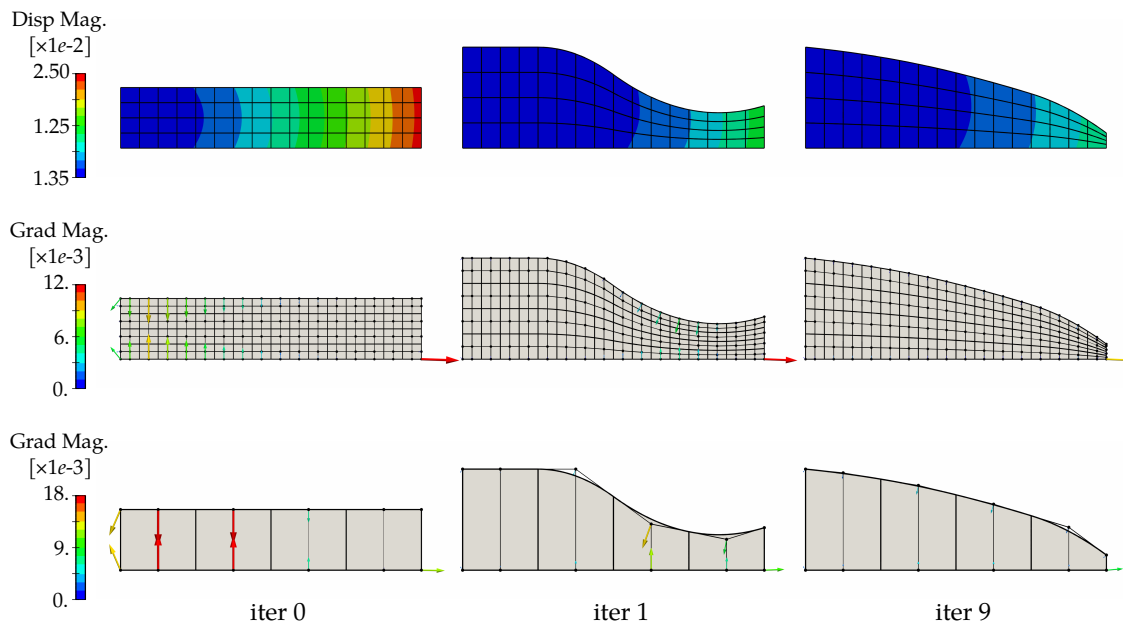 Disp Mag.
[×1e-2]
2.50
1.25
1.35
Grad Mag.
[×1e-3]
12.
6.
0.
Grad Mag.
[×1e-3]
18.
9.
0.
iter 0 iter 1 iter 9